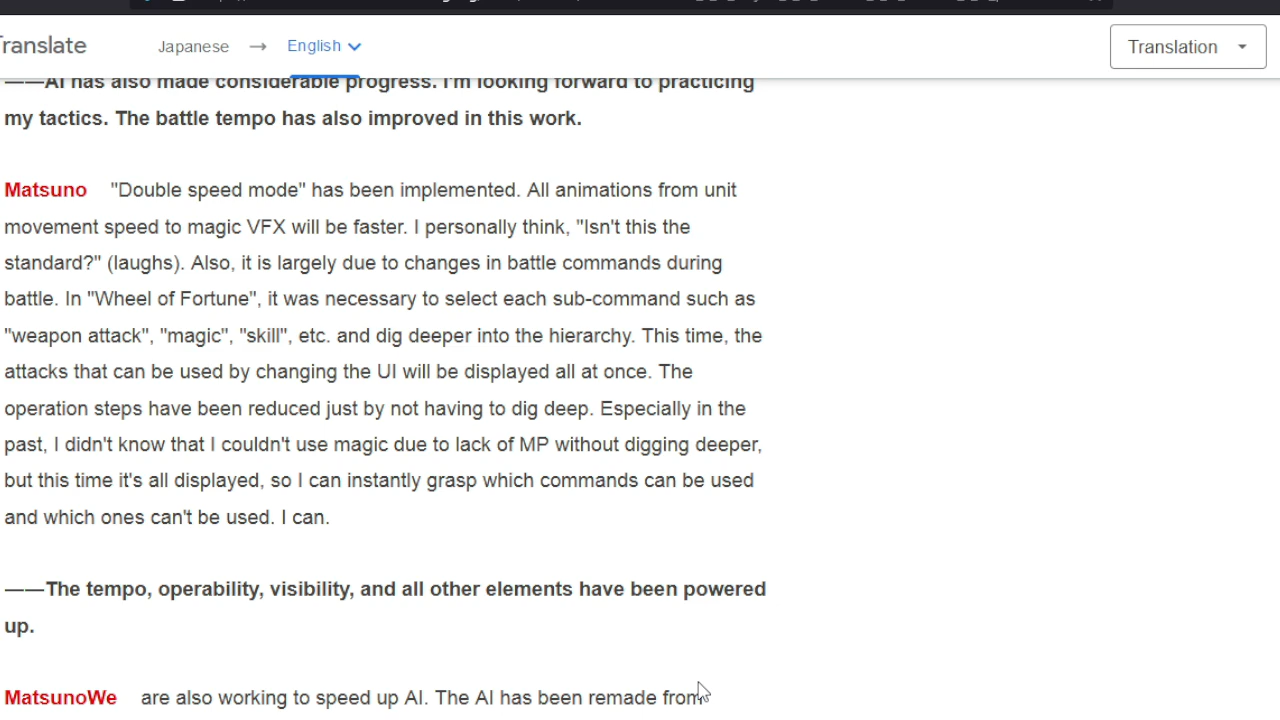 Translate
Japanese → English
Translation
——AI has also made considerable progress. I'm looking forward to practicing
my tactics. The battle tempo has also improved in this work.
Matsuno "Double speed mode" has been implemented. All animations from unit
movement speed to magic VFX will be faster. I personally think, "Isn't this the
standard?" (laughs). Also, it is largely due to changes in battle commands during
battle. In "Wheel of Fortune", it was necessary to select each sub-command such as
"weapon attack", "magic", "skill", etc. and dig deeper into the hierarchy. This time, the
attacks that can be used by changing the UI will be displayed all at once. The
operation steps have been reduced just by not having to dig deep. Especially in the
past, I didn't know that I couldn't use magic due to lack of MP without digging deeper,
but this time it's all displayed, so I can instantly grasp which commands can be used
and which ones can't be used. I can.
——The tempo, operability, visibility, and all other elements have been powered
up.
MatsunoWe are also working to speed up AI. The AI has been remade from